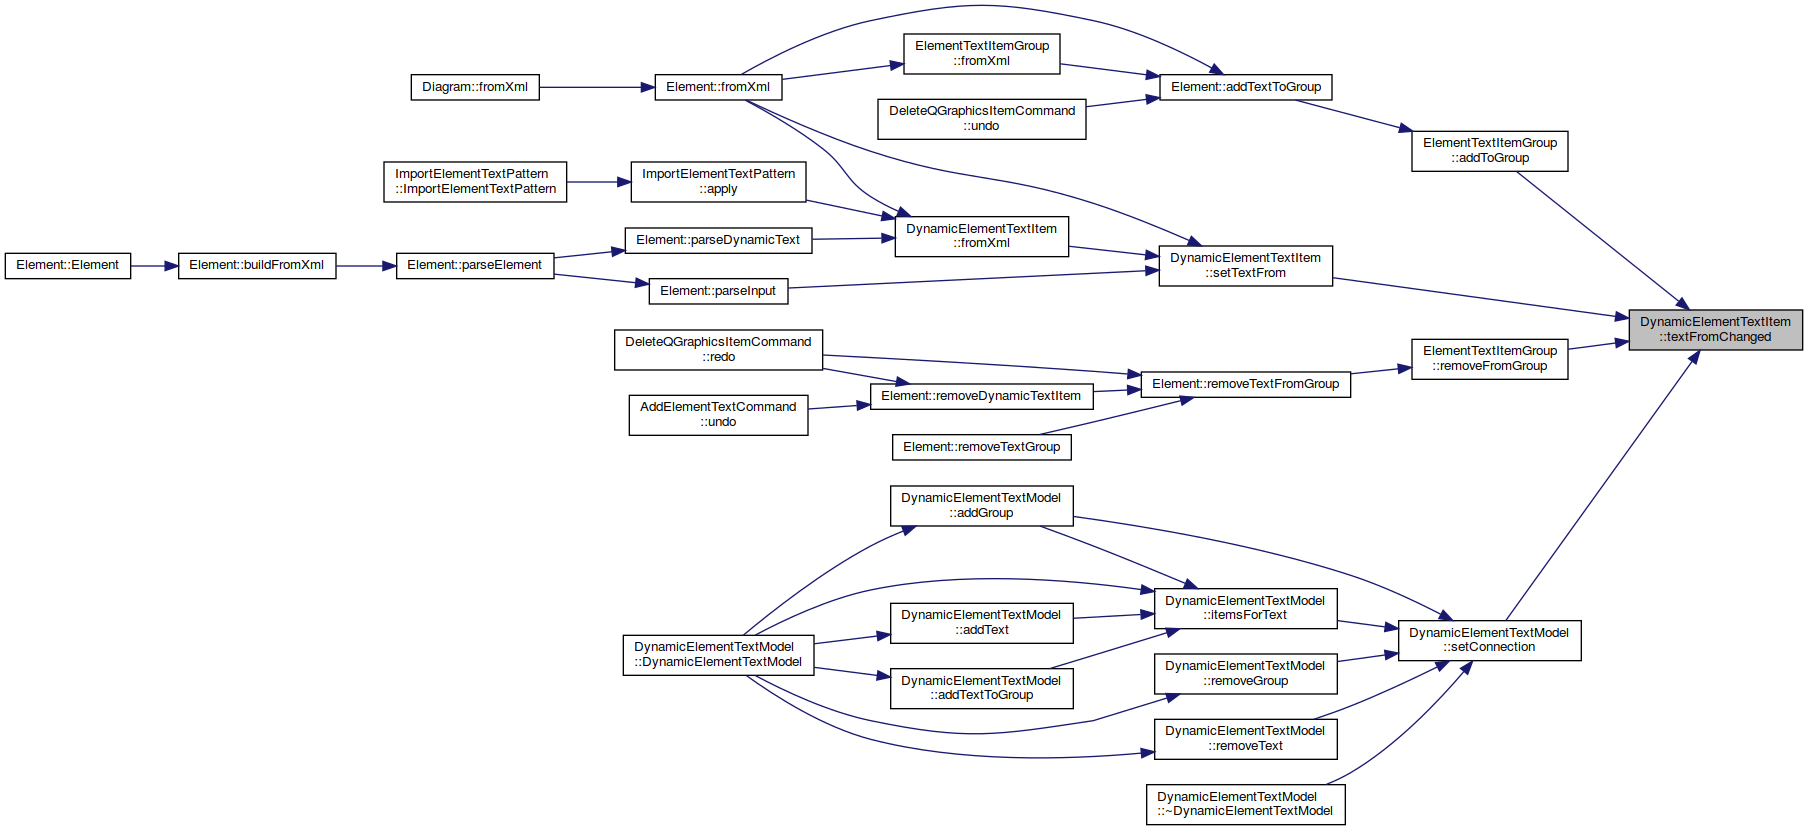 ElementTextItemGroup
::fromXml
Diagram::fromXml
Element::fromXml
Element::addTextToGroup
DeleteQGraphicsItemCommand
::undo
ElementTextItemGroup
::addToGroup
ImportElementTextPattern
::ImportElementTextPattern
ImportElementTextPattern
::apply
DynamicElementTextItem
::fromXml
Element::parseDynamicText
DynamicElementTextItem
::setTextFrom
Element::Element
Element::buildFromXml
Element::parseElement
Element::parseInput
DynamicElementTextItem
::textFromChanged
DeleteQGraphicsItemCommand
::redo
ElementTextItemGroup
::removeFromGroup
Element::removeTextFromGroup
Element::removeDynamicTextItem
AddElementTextCommand
::undo
Element::removeTextGroup
DynamicElementTextModel
::addGroup
DynamicElementTextModel
::itemsForText
DynamicElementTextModel
::addText
DynamicElementTextModel
::setConnection
DynamicElementTextModel
::DynamicElementTextModel
DynamicElementTextModel
::removeGroup
DynamicElementTextModel
::addTextToGroup
DynamicElementTextModel
::removeText
DynamicElementTextModel
::~DynamicElementTextModel